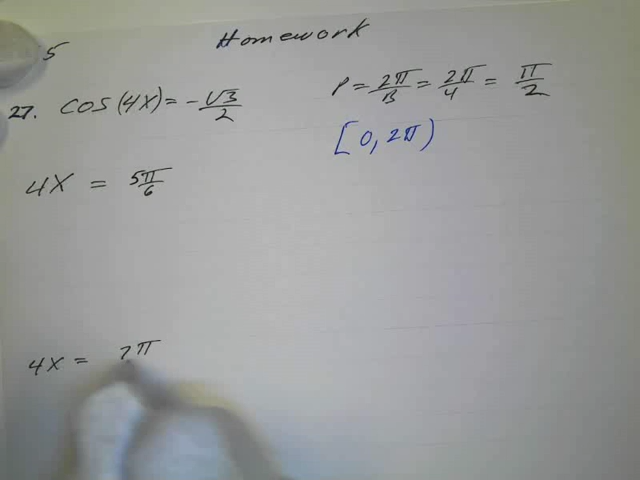 5
Homework
27. COS(4X) = -√3/2
P = 2π/B = 2π/4 = π/2
[0, 2π)
4X = 5π/6
4X = 7π